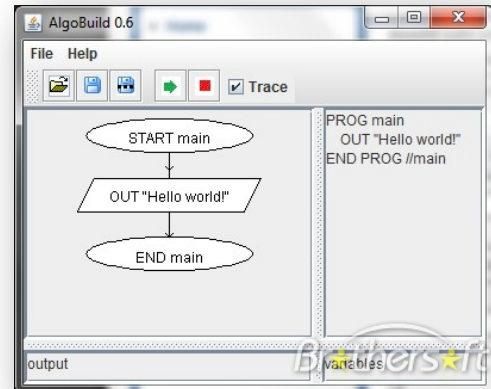 AlgoBuild 0.6
File Help
Trace
START main
OUT "Hello world!"
END main
PROG main
OUT "Hello world!"
END PROG //main
output
variables
Brothersoft